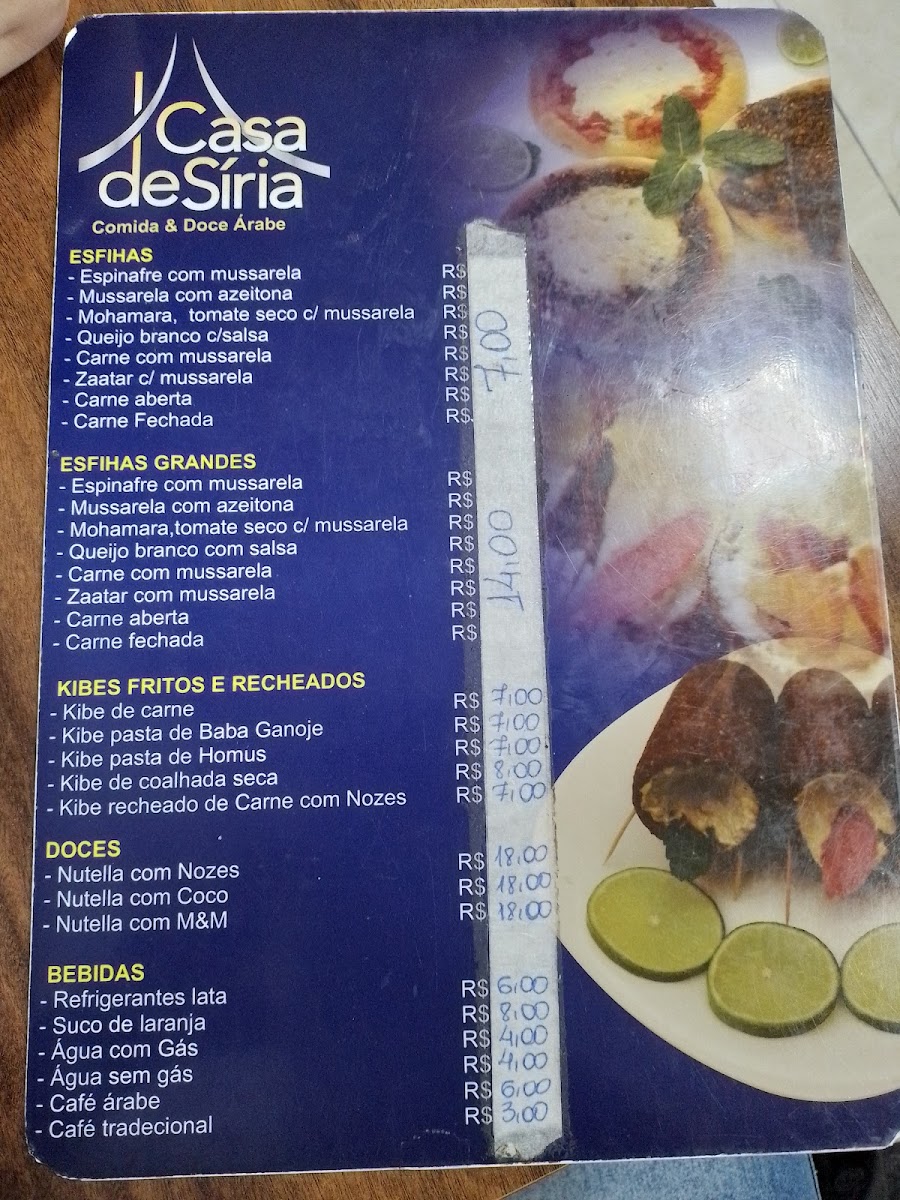 Casa
de Síria
Comida & Doce Árabe
ESFIHAS
- Espinafre com mussarela R$
- Mussarela com azeitona R$
- Mohamara, tomate seco c/ mussarela R$
- Queijo branco c/salsa R$
- Carne com mussarela R$
- Zaatar c/ mussarela R$
- Carne aberta R$
- Carne Fechada R$
7,00
ESFIHAS GRANDES
- Espinafre com mussarela R$
- Mussarela com azeitona R$
- Mohamara,tomate seco c/ mussarela R$
- Queijo branco com salsa R$
- Carne com mussarela R$
- Zaatar com mussarela R$
- Carne aberta R$
- Carne fechada R$
14,00
KIBES FRITOS E RECHEADOS
- Kibe de carne R$ 7,00
- Kibe pasta de Baba Ganoje R$ 7,00
- Kibe pasta de Homus R$ 7,00
- Kibe de coalhada seca R$ 8,00
- Kibe recheado de Carne com Nozes R$ 7,00
DOCES
- Nutella com Nozes R$ 18,00
- Nutella com Coco R$ 18,00
- Nutella com M&M R$ 18,00
BEBIDAS
- Refrigerantes lata R$ 6,00
- Suco de laranja R$ 8,00
- Água com Gás R$ 4,00
- Água sem gás R$ 4,00
- Café árabe R$ 6,00
- Café tradecional R$ 3,00